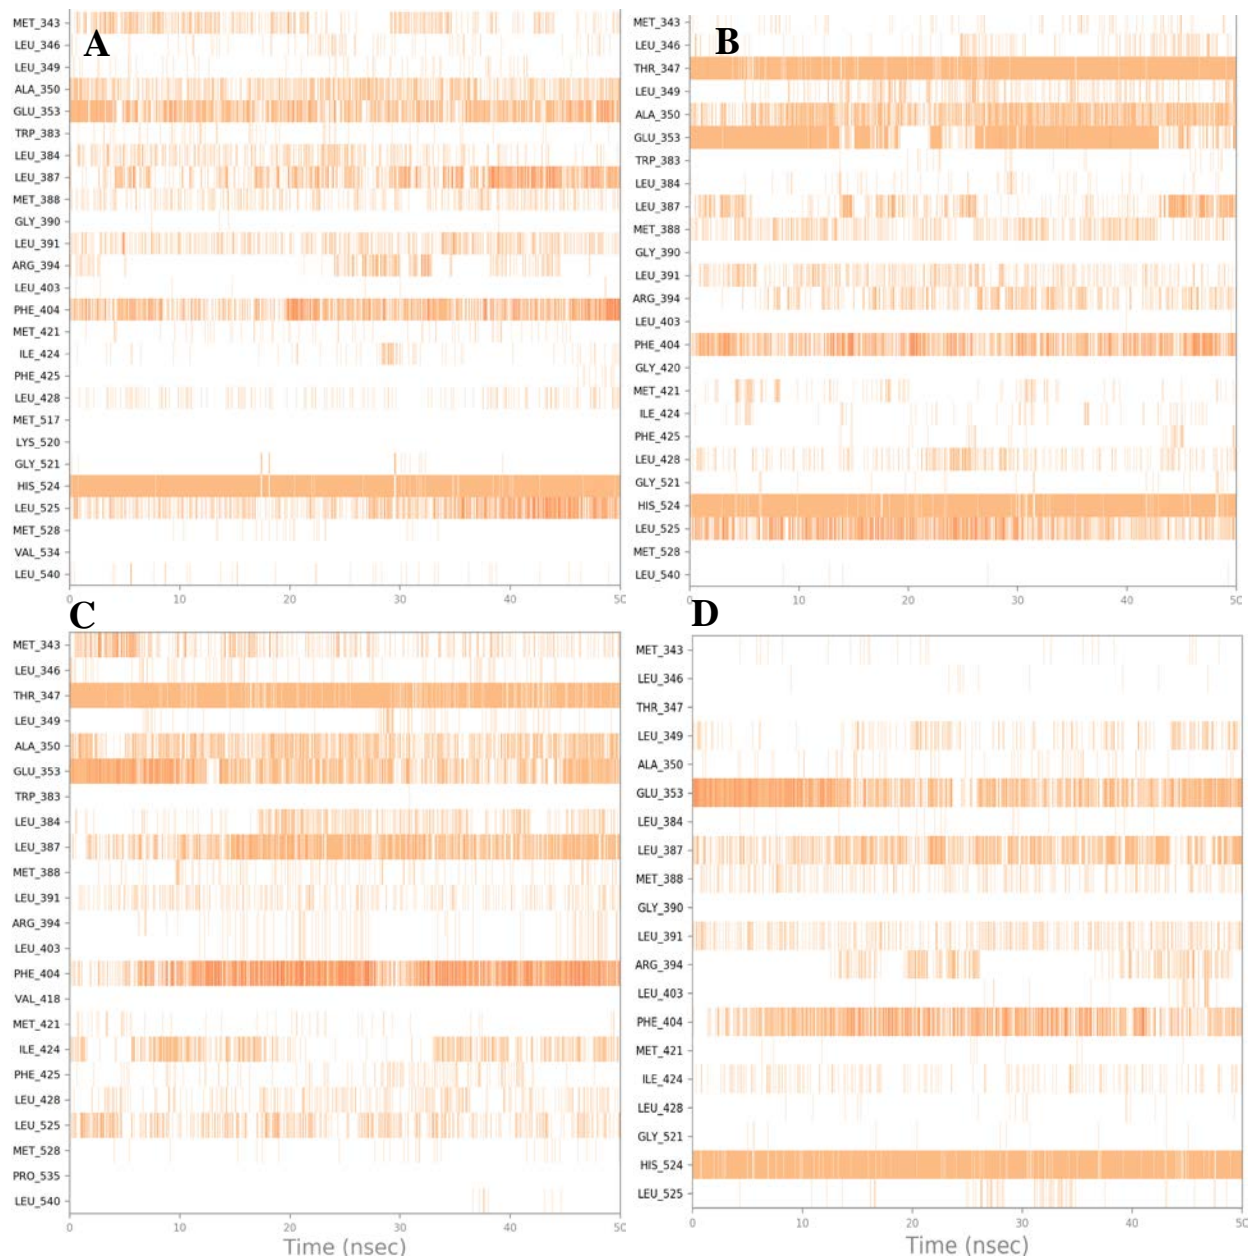 A
MET_343
LEU_346
LEU_349
ALA_350
GLU_353
TRP_383
LEU_384
LEU_387
MET_388
GLY_390
LEU_391
ARG_394
LEU_403
PHE_404
MET_421
ILE_424
PHE_425
LEU_428
MET_517
LYS_520
GLY_521
HIS_524
LEU_525
MET_528
VAL_534
LEU_540
0 10 20 30 40 50
B
MET_343
LEU_346
THR_347
LEU_349
ALA_350
GLU_353
TRP_383
LEU_384
LEU_387
MET_388
GLY_390
LEU_391
ARG_394
LEU_403
PHE_404
GLY_420
MET_421
ILE_424
PHE_425
LEU_428
GLY_521
HIS_524
LEU_525
MET_528
LEU_540
0 10 20 30 40 50
C
MET_343
LEU_346
THR_347
LEU_349
ALA_350
GLU_353
TRP_383
LEU_384
LEU_387
MET_388
LEU_391
ARG_394
LEU_403
PHE_404
VAL_418
MET_421
ILE_424
PHE_425
LEU_428
LEU_525
MET_528
PRO_535
LEU_540
0 10 20 30 40 50
Time (nsec)
D
MET_343
LEU_346
THR_347
LEU_349
ALA_350
GLU_353
LEU_384
LEU_387
MET_388
GLY_390
LEU_391
ARG_394
LEU_403
PHE_404
MET_421
ILE_424
LEU_428
GLY_521
HIS_524
LEU_525
0 10 20 30 40 50
Time (nsec)